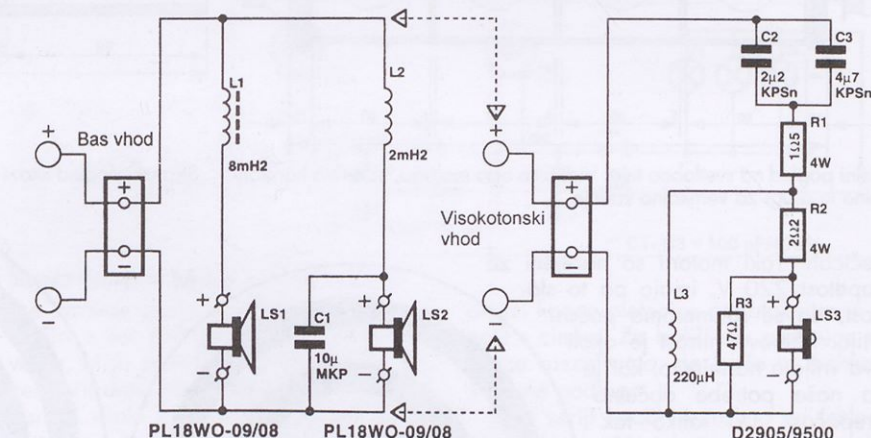 Bas vhod
+
+
−
−
L1
8mH2
L2
2mH2
+
LS1
−
C1
10µ
MKP
+
LS2
−
PL18WO-09/08
PL18WO-09/08
+
−
Visokotonski
vhod
+
−
C2
2µ2
KPSn
C3
4µ7
KPSn
R1
1Ω5
4W
R2
2Ω2
4W
L3
220µH
R3
47Ω
+
LS3
−
D2905/9500